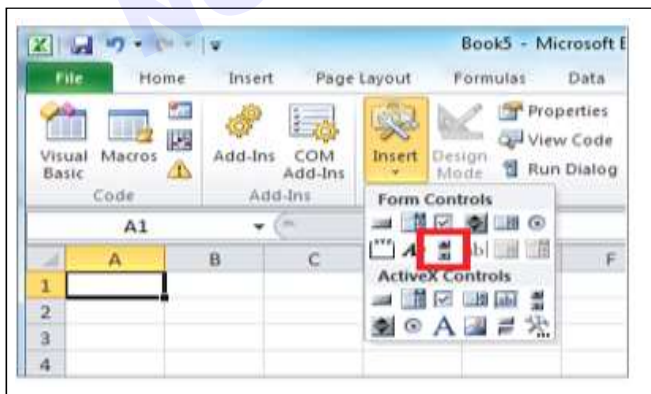 Book5 - Microsoft E
File Home Insert Page Layout Formulas Data
Visual Basic Macros Add-Ins COM Add-Ins Insert Design Mode Properties
View Code
Run Dialog
Code Add-Ins
Form Controls
A1
ActiveX Controls
A B C F
1
2
3
4